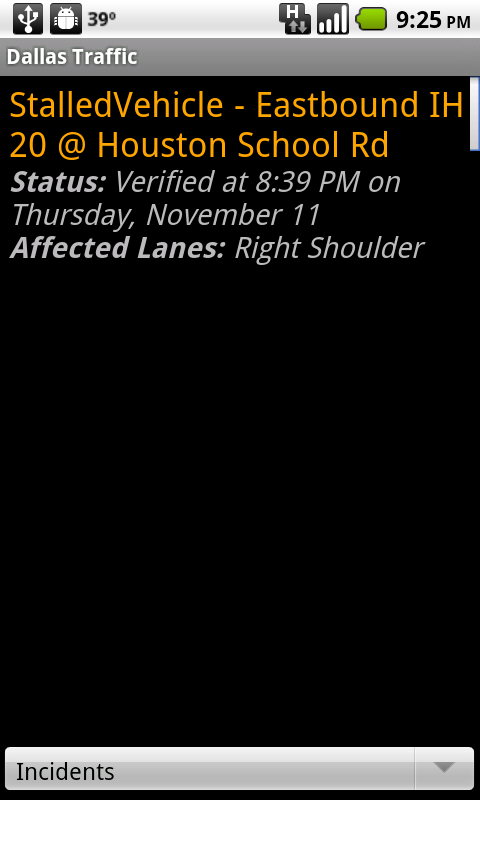 39º H 9:25 PM
Dallas Traffic
StalledVehicle - Eastbound IH
20 @ Houston School Rd
Status: Verified at 8:39 PM on
Thursday, November 11
Affected Lanes: Right Shoulder
Incidents